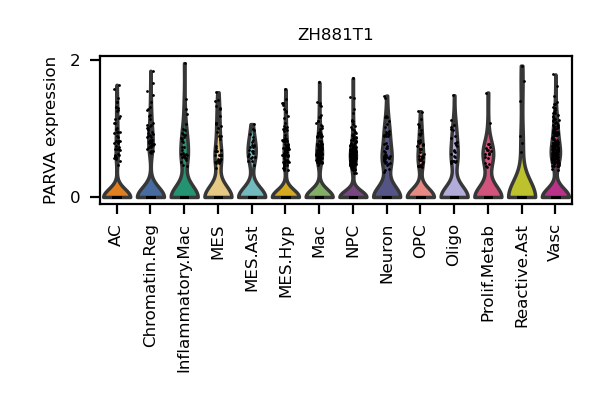 ZH881T1
PARVA expression
2
0
AC
Chromatin.Reg
Inflammatory.Mac
MES
MES.Ast
MES.Hyp
Mac
NPC
Neuron
OPC
Oligo
Prolif.Metab
Reactive.Ast
Vasc